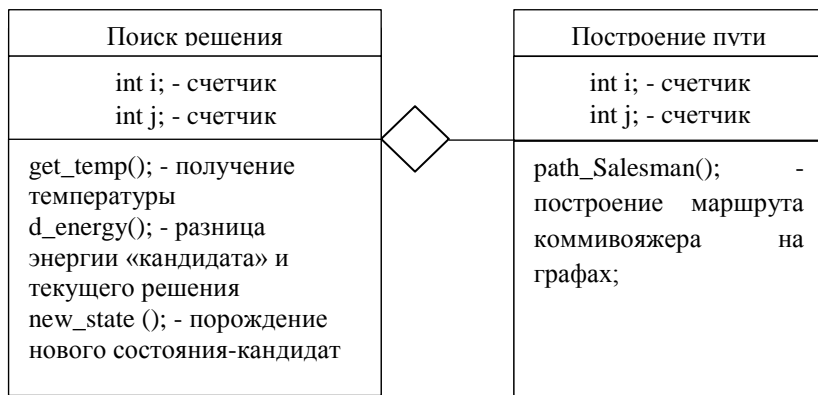 Поиск решения
int i; - счетчик
int j; - счетчик
get_temp(); - получение
температуры
d_energy(); - разница
энергии «кандидата» и
текущего решения
new_state (); - порождение
нового состояния-кандидат
Построение пути
int i; - счетчик
int j; - счетчик
path_Salesman(); -
построение маршрута
коммивояжера на
графах;